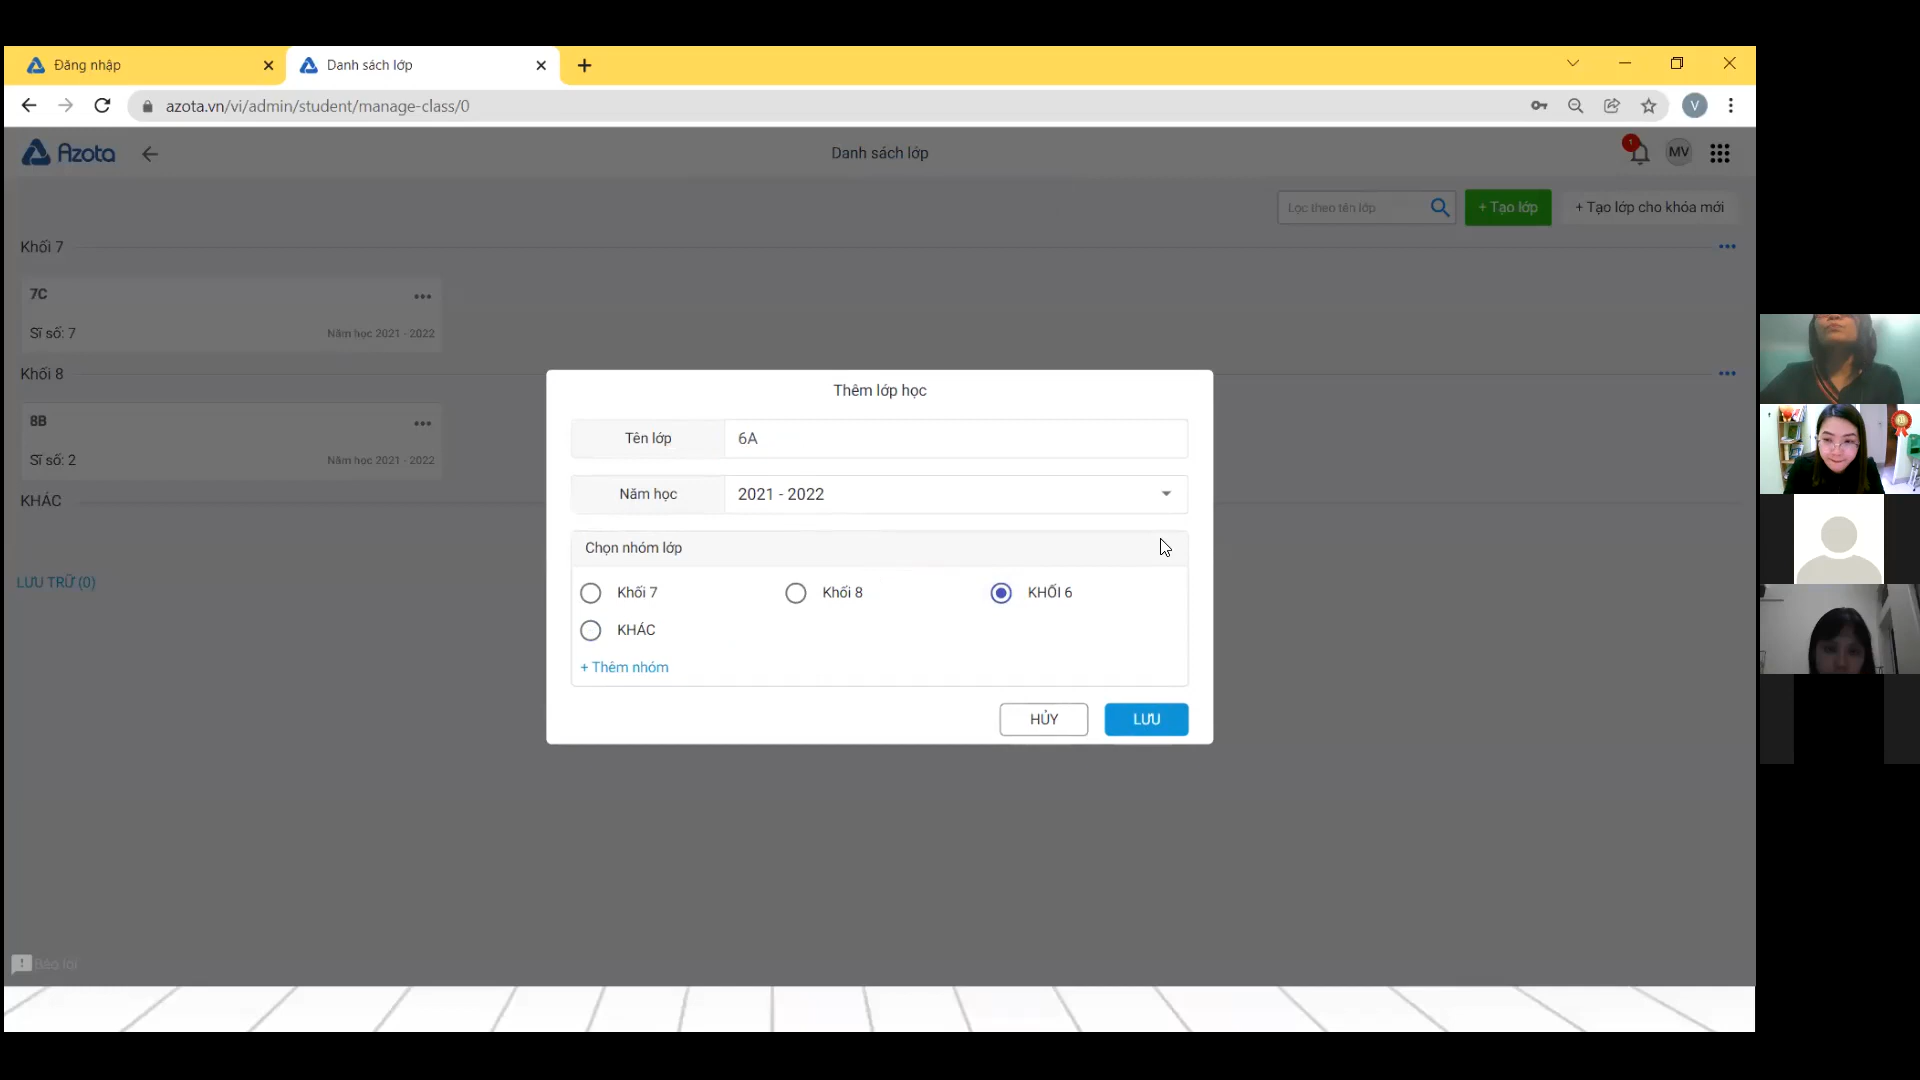 Đăng nhập
Danh sách lớp
azota.vn/vi/admin/student/manage-class/0
V
Azota
Danh sách lớp
1
MV
Lọc theo tên lớp
+ Tạo lớp
+ Tạo lớp cho khóa mới
Khối 7
7C
Sĩ số: 7
Năm học 2021 - 2022
Khối 8
8B
Sĩ số: 2
Năm học 2021 - 2022
KHÁC
LƯU TRỮ (0)
Thêm lớp học
Tên lớp
6A
Năm học
2021 - 2022
Chọn nhóm lớp
Khối 7
Khối 8
KHỐI 6
KHÁC
+ Thêm nhóm
HỦY
LƯU
Báo lỗi